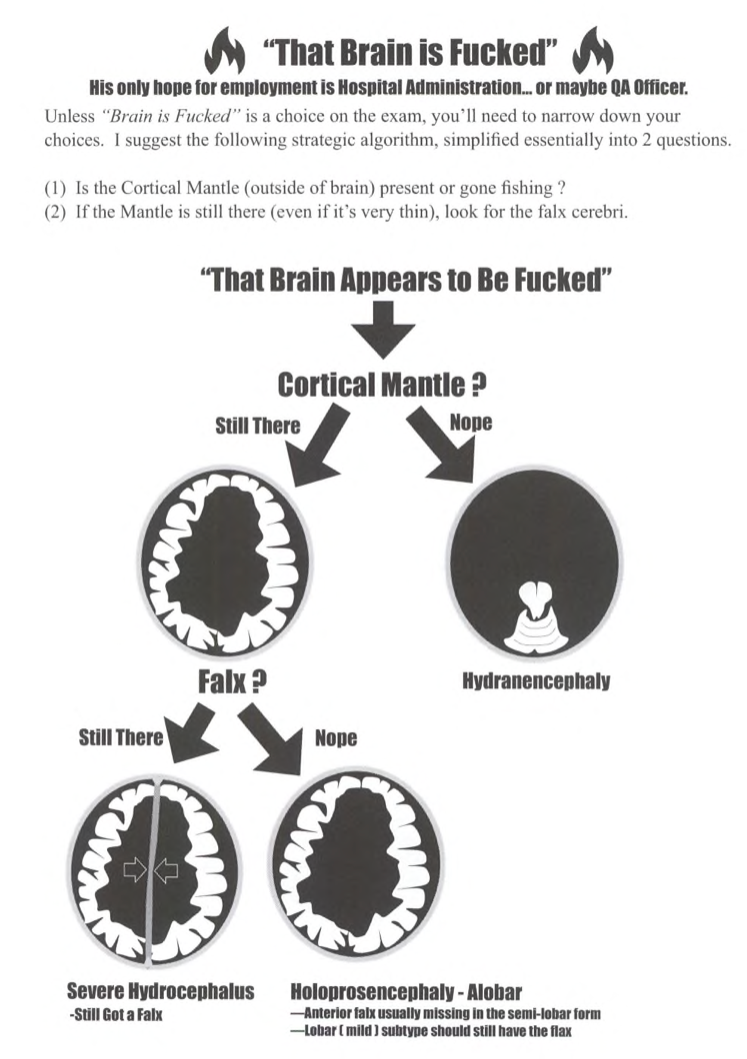 “That Brain is Fucked”
His only hope for employment is Hospital Administration... or maybe QA Officer.
Unless “Brain is Fucked” is a choice on the exam, you’ll need to narrow down your
choices. I suggest the following strategic algorithm, simplified essentially into 2 questions.
(1) Is the Cortical Mantle (outside of brain) present or gone fishing ?
(2) If the Mantle is still there (even if it’s very thin), look for the falx cerebri.
“That Brain Appears to Be Fucked”
Cortical Mantle ?
Still There
Nope
Falx ?
Hydranencephaly
Still There
Nope
Severe Hydrocephalus
-Still Got a Falx
Holoprosencephaly - Alobar
—Anterior falx usually missing in the semi-lobar form
—Lobar ( mild ) subtype should still have the flax